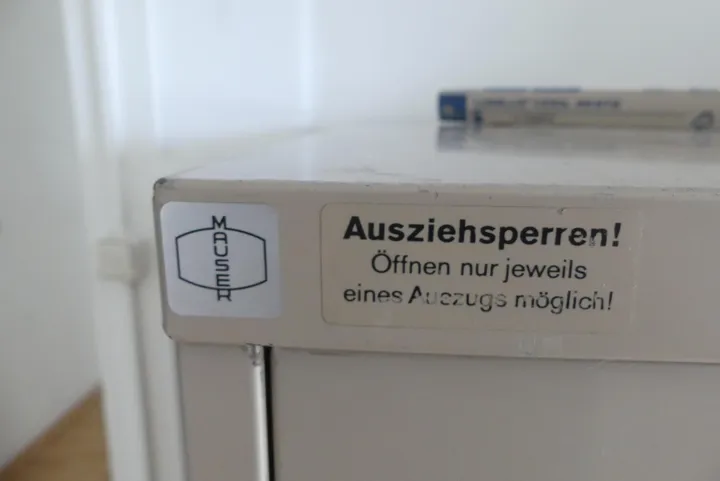 MAUSER
Ausziehsperren!
Öffnen nur jeweils
eines Auszugs möglich!